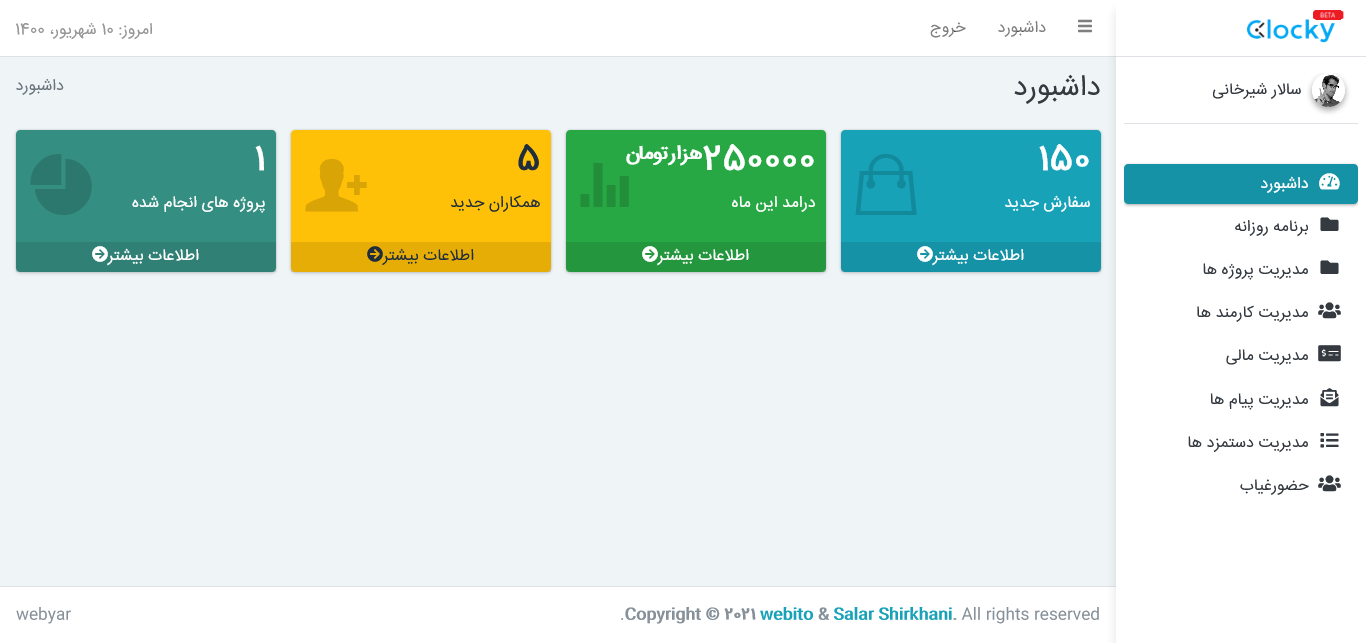 Clocky BETA
سالار شیرخانی
داشبورد
برنامه روزانه
مدیریت پروژه ها
مدیریت کارمند ها
مدیریت مالی
مدیریت پیام ها
مدیریت دستمزد ها
حضورغیاب
داشبورد
خروج
امروز: ۱۰ شهریور، ۱۴۰۰
داشبورد
داشبورد
۱۵۰
سفارش جدید
اطلاعات بیشتر
۲۵۰۰۰۰هزارتومان
درامد این ماه
اطلاعات بیشتر
۵
همکاران جدید
اطلاعات بیشتر
۱
پروژه های انجام شده
اطلاعات بیشتر
.Copyright © ۲۰۲۱ webito & Salar Shirkhani. All rights reserved
webyar